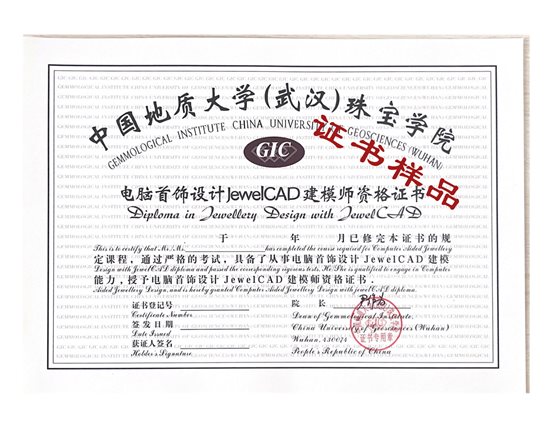 中国地质大学(武汉)珠宝学院
GEMMOLOGICAL INSTITUTE CHINA UNIVERSITY GEOSCIENCES (WUHAN)
证书样品
GIC
电脑首饰设计JewelCAD建模师资格证书
Diploma in Jewellery Design with JewelCAD
于 年 月已修完本证书的规
This is to certify that Mr./Ms. has completed the course required for Computer Aided Jewellery
定课程，通过严格的考试，具备了从事电脑首饰设计JewelCAD建模师
Design with JewelCAD diploma and passed the corresponding rigorous tests. He/She is qualified to engage in Computer
能力，授予电脑首饰设计JewelCAD建模师资格证书.
Aided Jewellery Design, and is hereby granted Computer Aided Jewellery Design with jewelCAD diploma.
证书登记号
Certificate Number
签发日期
Date Issued
获证人签名
Holder's Signature
院长
Dean of Gemmological Institute,
China University of Geosciences (Wuhan)
Wuhan, 430074
People's Republic of China
证书专用章